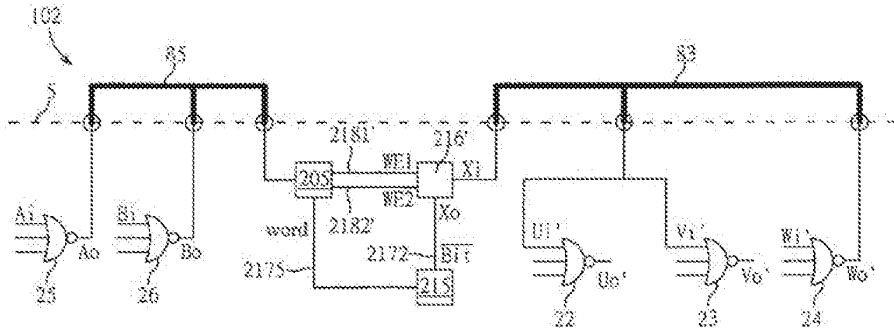 102
85
83
5
2181'
216'
WE1
Xi
205
WE2
Xo
2182'
Ai
Bi
word
Ui'
Vi'
Wi'
Ao
Bo
2175
2172
Bit
215
Uo'
Vo'
Wo'
25
26
22
23
24